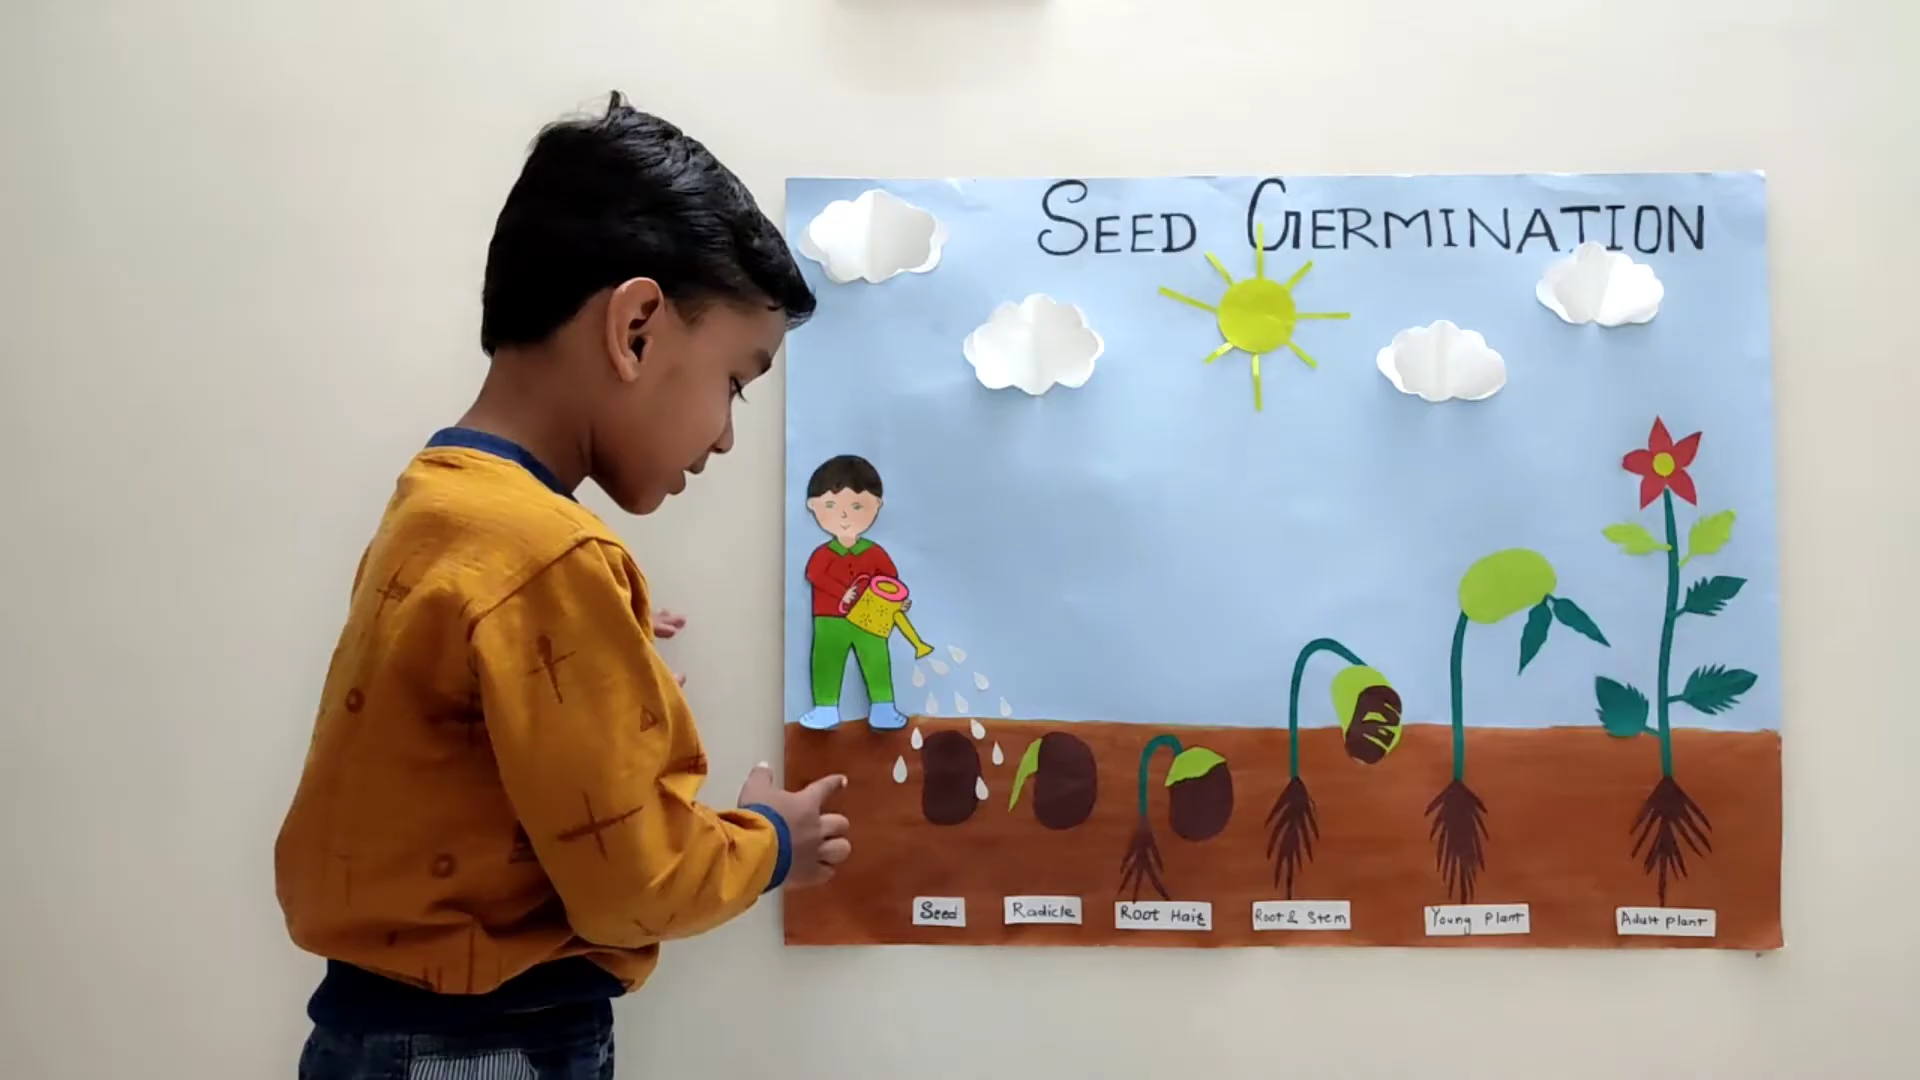 SEED GERMINATION
Seed
Radicle
Root Hair
Root & Stem
Young Plant
Adult plant